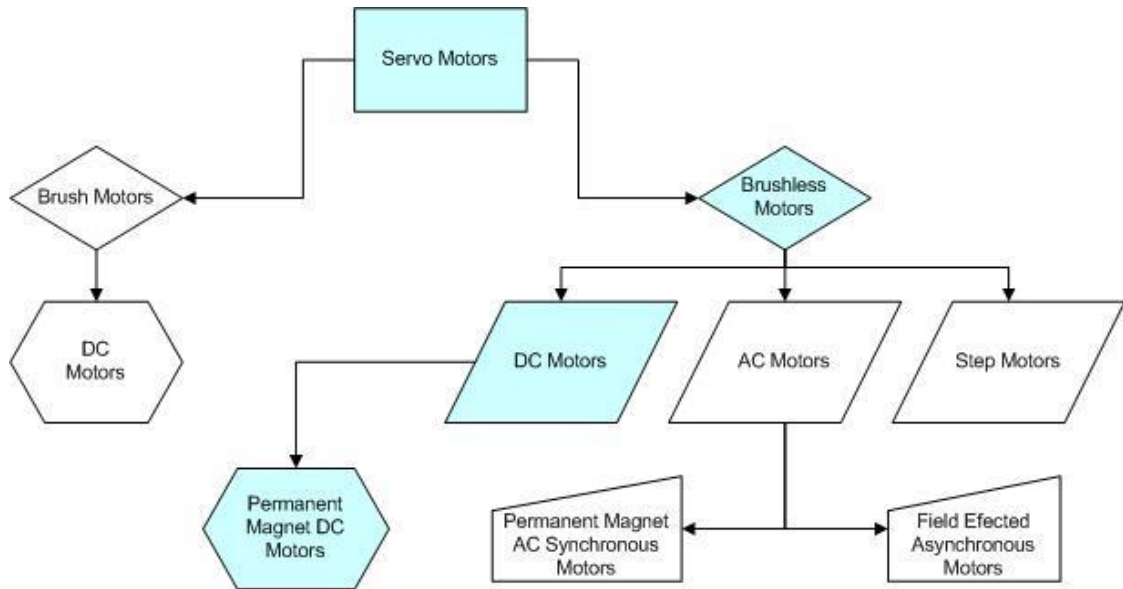 Servo Motors
Brush Motors
Brushless
Motors
DC
Motors
DC Motors
AC Motors
Step Motors
Permanent
Magnet DC
Motors
Permanent Magnet
AC Synchronous
Motors
Field Efected
Asynchronous
Motors